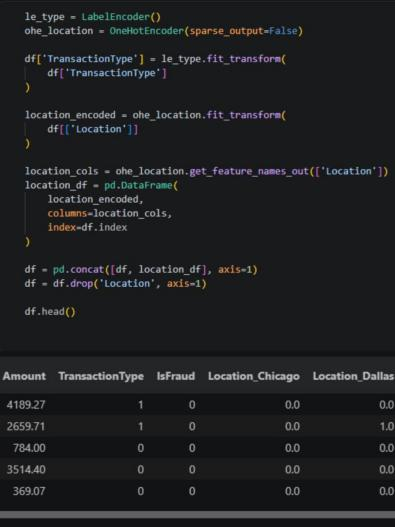 le_type = LabelEncoder()
ohe_location = OneHotEncoder(sparse_output=False)
df['TransactionType'] = le_type.fit_transform(
    df['TransactionType']
)
location_encoded = ohe_location.fit_transform(
    df[['Location']]
)
location_cols = ohe_location.get_feature_names_out(['Location'])
location_df = pd.DataFrame(
    location_encoded,
    columns=location_cols,
    index=df.index
)
df = pd.concat([df, location_df], axis=1)
df = df.drop('Location', axis=1)
df.head()
Amount TransactionType IsFraud Location_Chicago Location_Dallas
4189.27 1 0 0.0 0.0
2659.71 1 0 0.0 1.0
784.00 0 0 0.0 0.0
3514.40 0 0 0.0 0.0
369.07 0 0 0.0 0.0